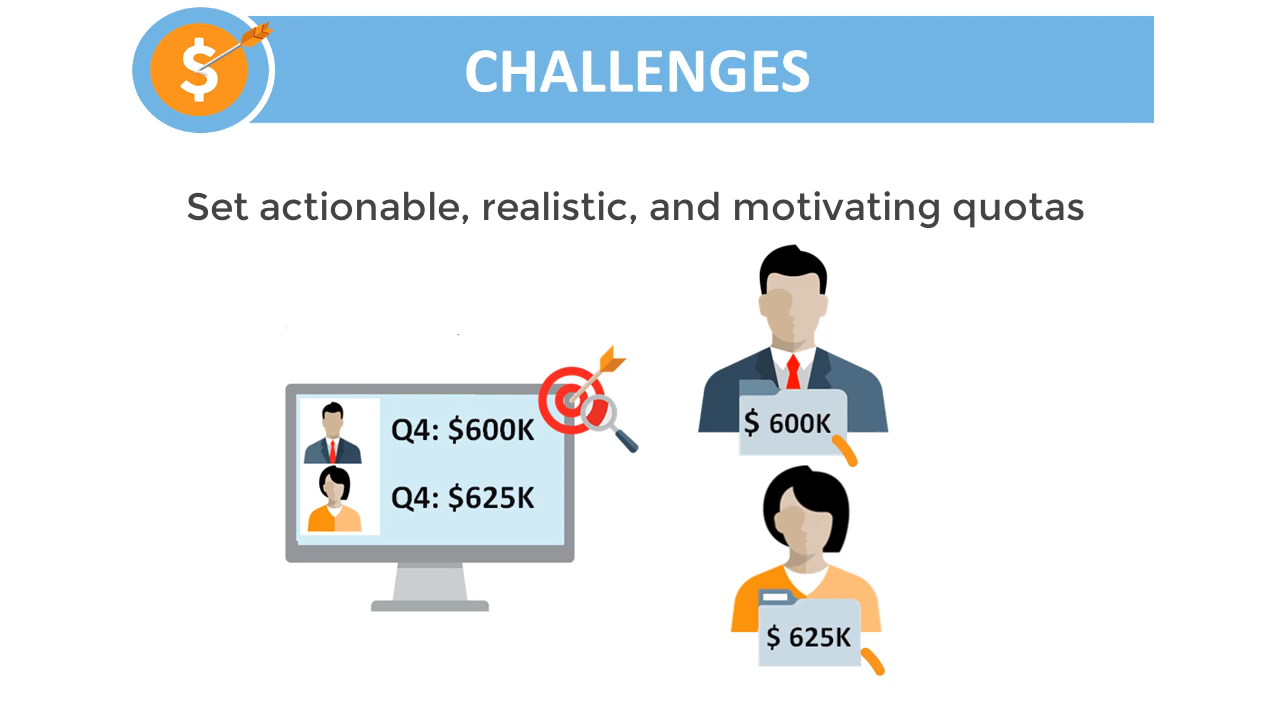 $
CHALLENGES
Set actionable, realistic, and motivating quotas
Q4: $600K
Q4: $625K
$ 600K
$ 625K